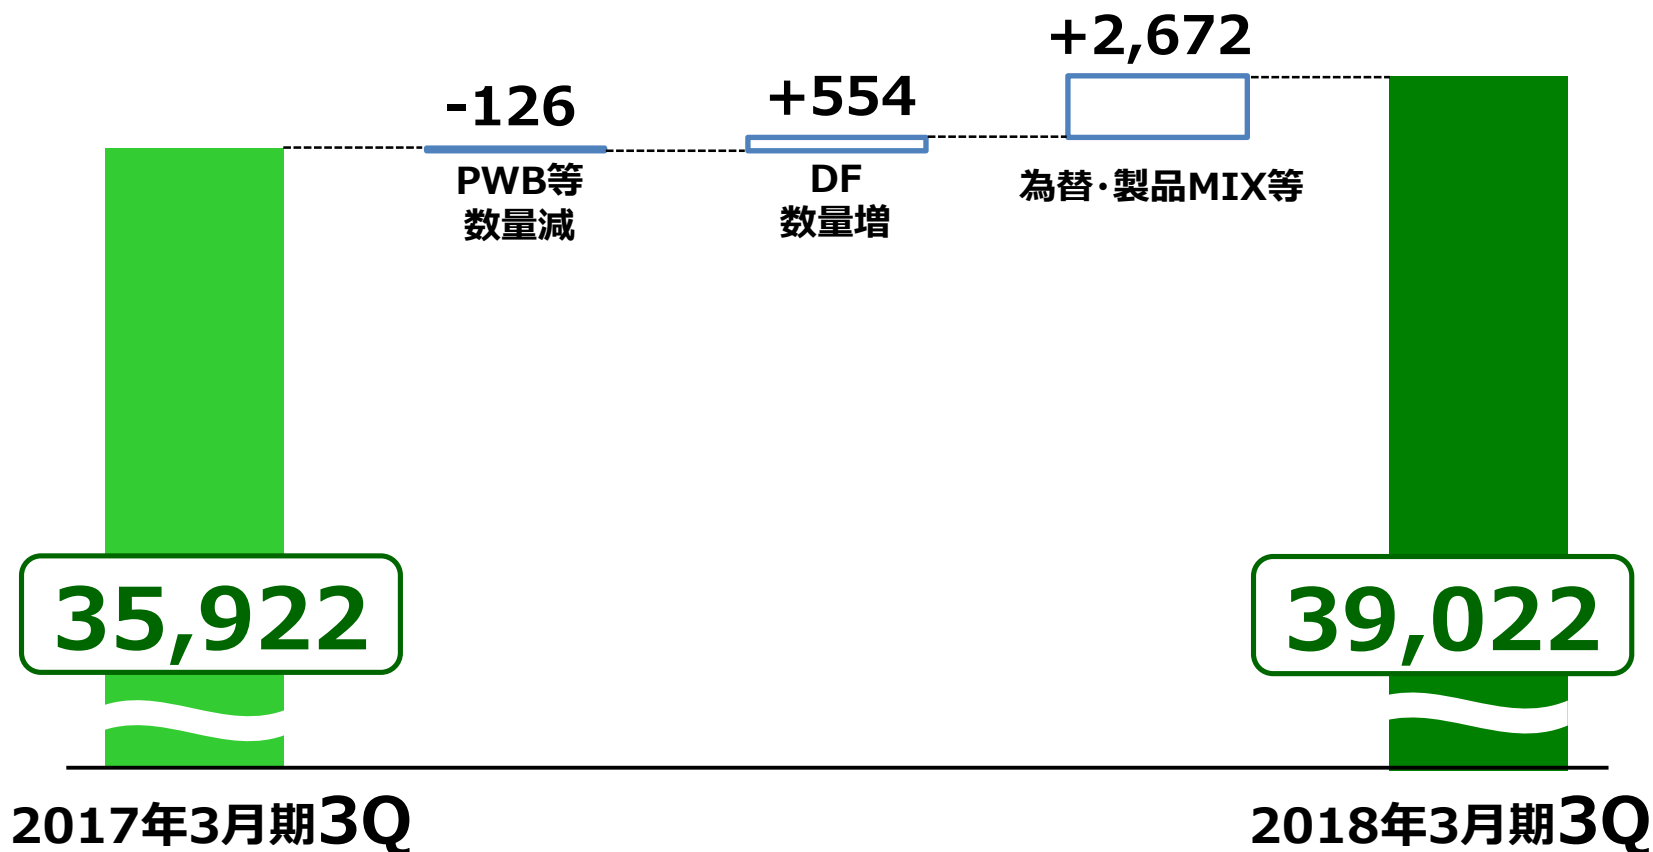 +2,672
-126
+554
PWB等
数量減
DF
数量増
為替・製品MIX等
35,922
39,022
2017年3月期3Q
2018年3月期3Q